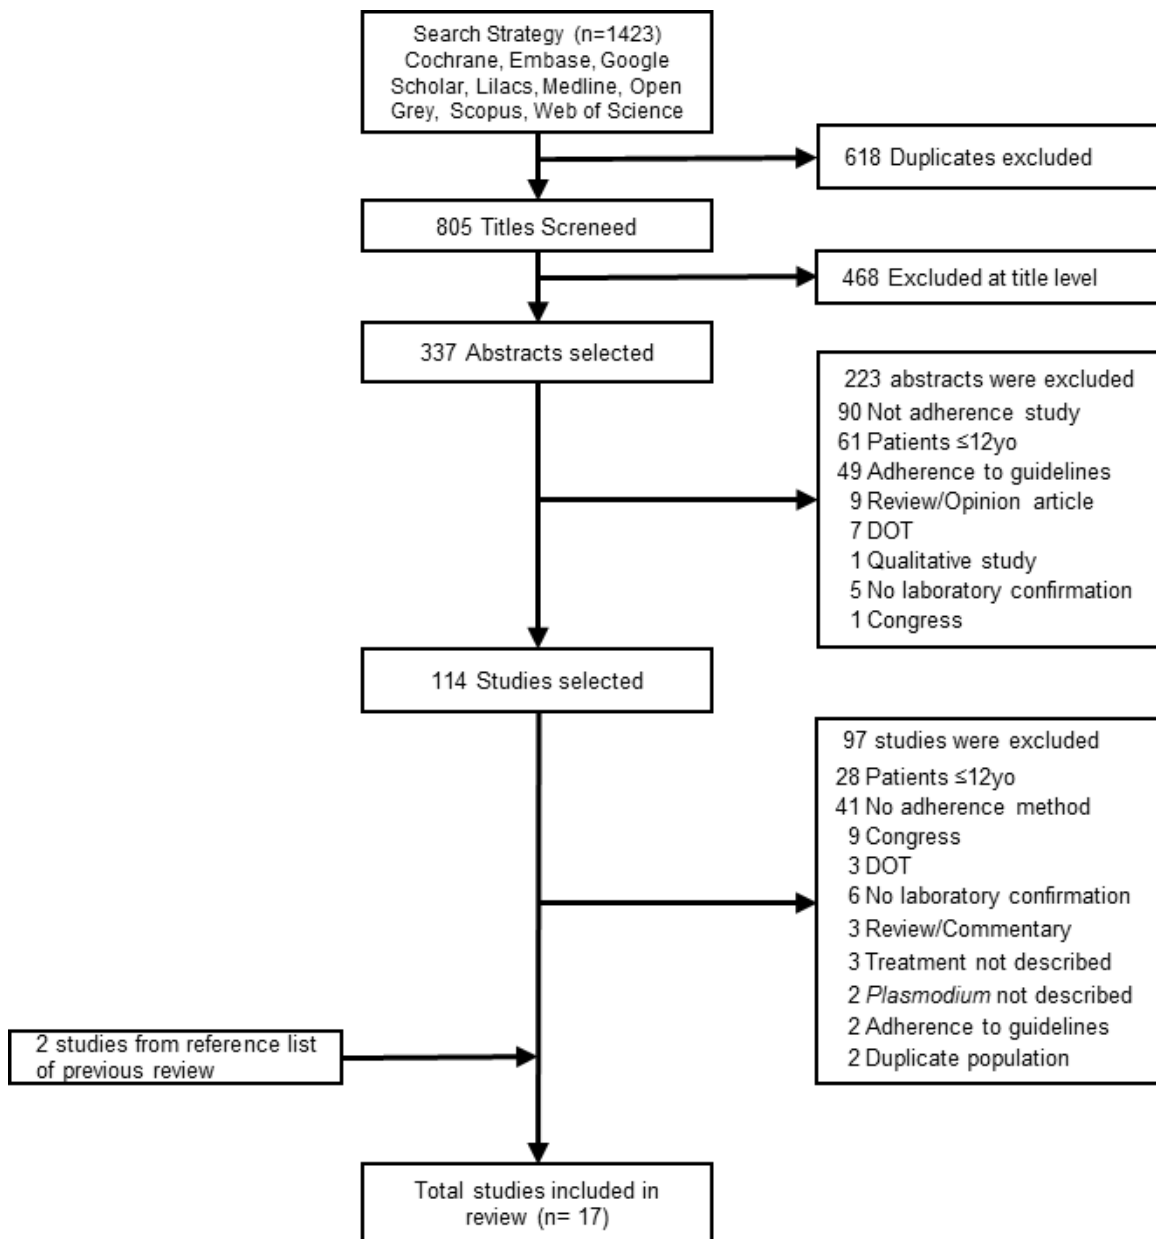 Search Strategy (n=1423)
Cochrane, Embase, Google
Scholar, Lilacs, Medline, Open
Grey, Scopus, Web of Science
618 Duplicates excluded
805 Titles Screneed
468 Excluded at title level
337 Abstracts selected
223 abstracts were excluded
90 Not adherence study
61 Patients ≤12yo
49 Adherence to guidelines
9 Review/Opinion article
7 DOT
1 Qualitative study
5 No laboratory confirmation
1 Congress
114 Studies selected
97 studies were excluded
28 Patients ≤12yo
41 No adherence method
9 Congress
3 DOT
6 No laboratory confirmation
3 Review/Commentary
3 Treatment not described
2 Plasmodium not described
2 Adherence to guidelines
2 Duplicate population
2 studies from reference list
of previous review
Total studies included in
review (n= 17)